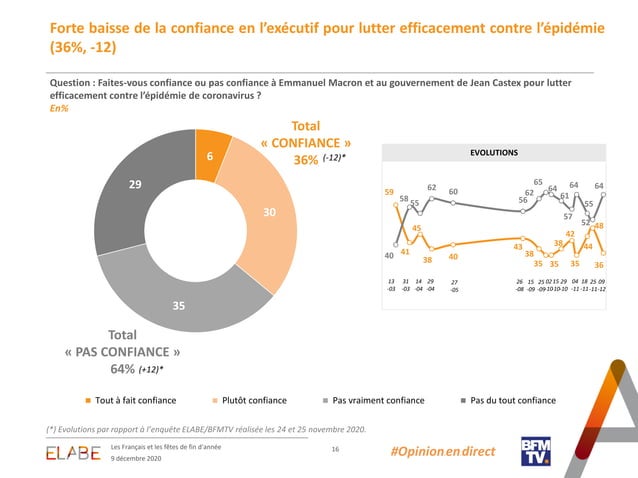 Forte baisse de la confiance en l’exécutif pour lutter efficacement contre l’épidémie
(36%, -12)
Question : Faites-vous confiance ou pas confiance à Emmanuel Macron et au gouvernement de Jean Castex pour lutter
efficacement contre l’épidémie de coronavirus ?
En%
Total
« CONFIANCE »
36% (-12)*
6
30
35
29
Total
« PAS CONFIANCE »
64% (+12)*
EVOLUTIONS
59 58 55 62 60 56 62 65 64 61 57 64 52 55 64
40 41 45 38 40 43 38 35 35 38 42 35 44 48 36
13 31 14 29 27 26 15 25 02 15 29 04 18 25 09
-03 -03 -04 -04 -05 -08 -09 -09 10 10 -10 -11 -11 -11 -12
Tout à fait confiance Plutôt confiance Pas vraiment confiance Pas du tout confiance
(*) Evolutions par rapport à l’enquête ELABE/BFMTV réalisée les 24 et 25 novembre 2020.
ELABE
Les Français et les fêtes de fin d’année
9 décembre 2020
16
#Opinionendirect
BFM
TV.